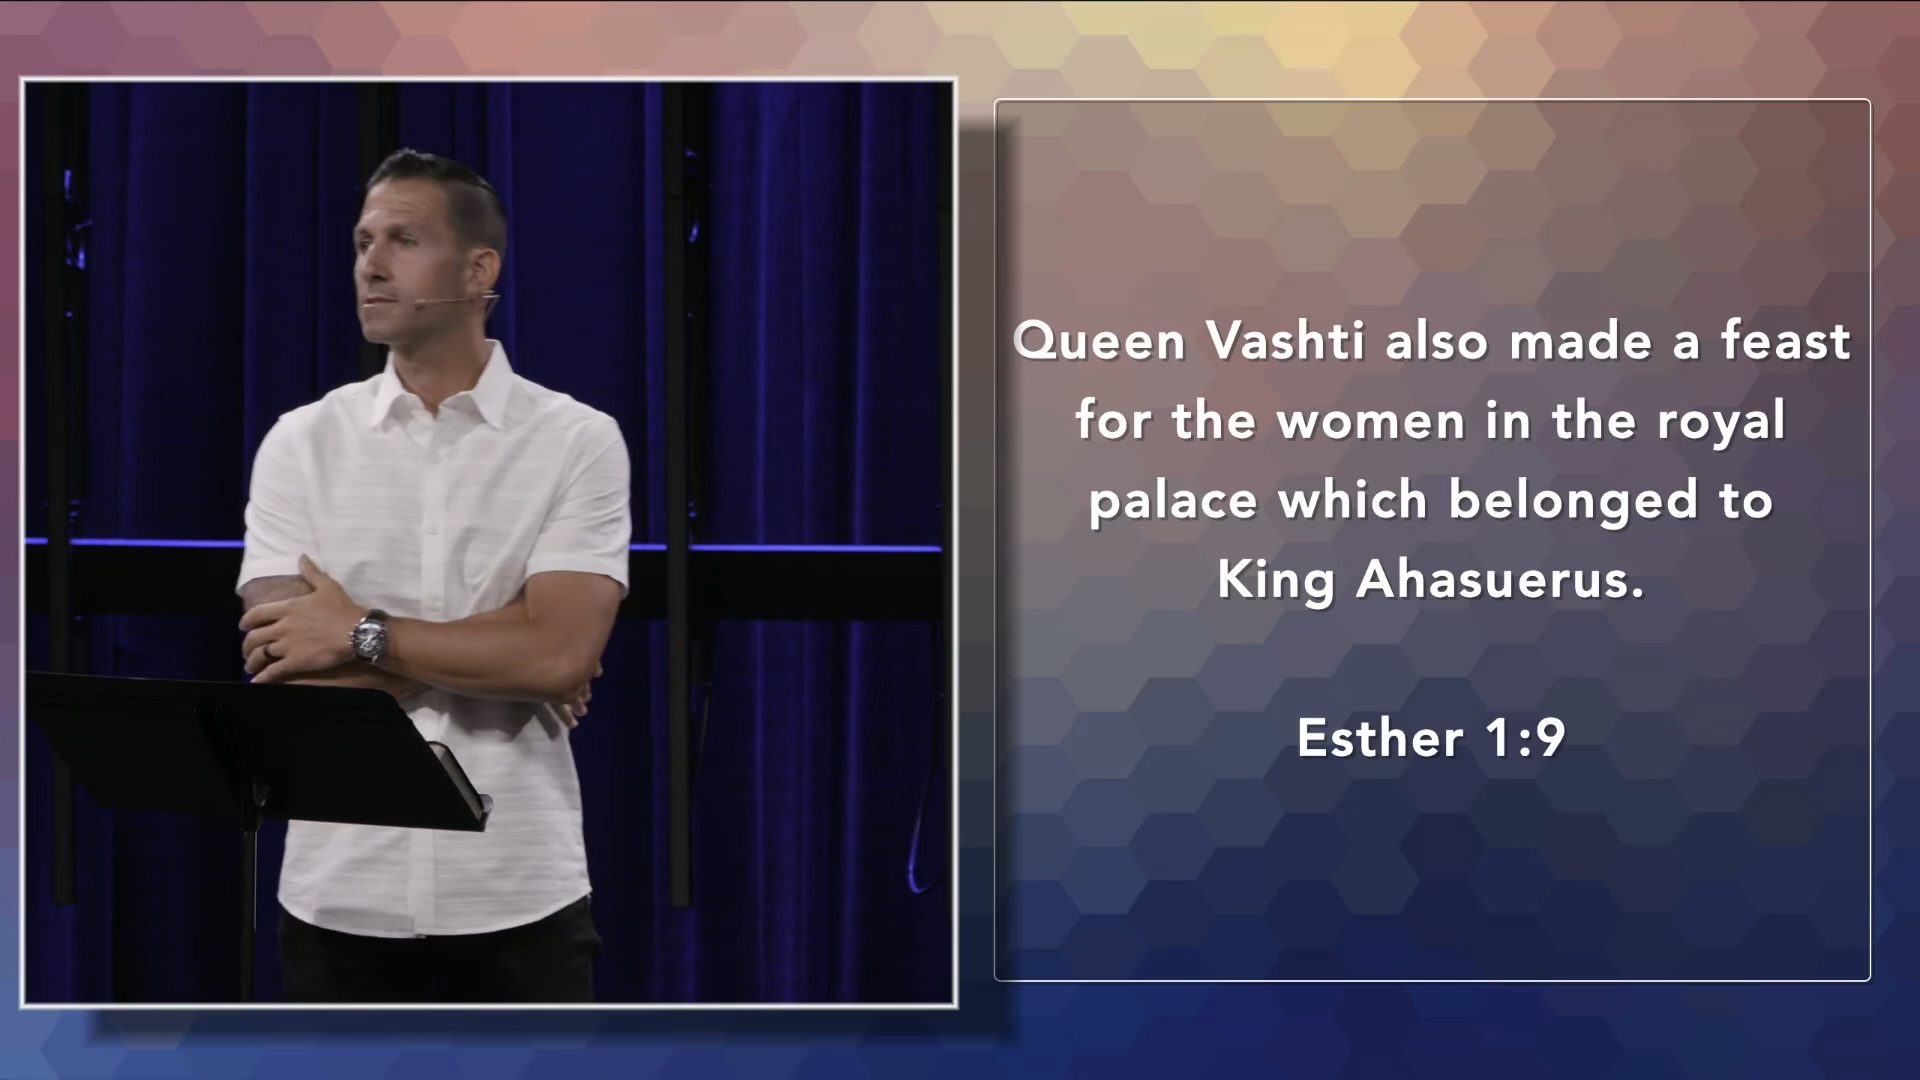 Queen Vashti also made a feast
for the women in the royal
palace which belonged to
King Ahasuerus.
Esther 1:9